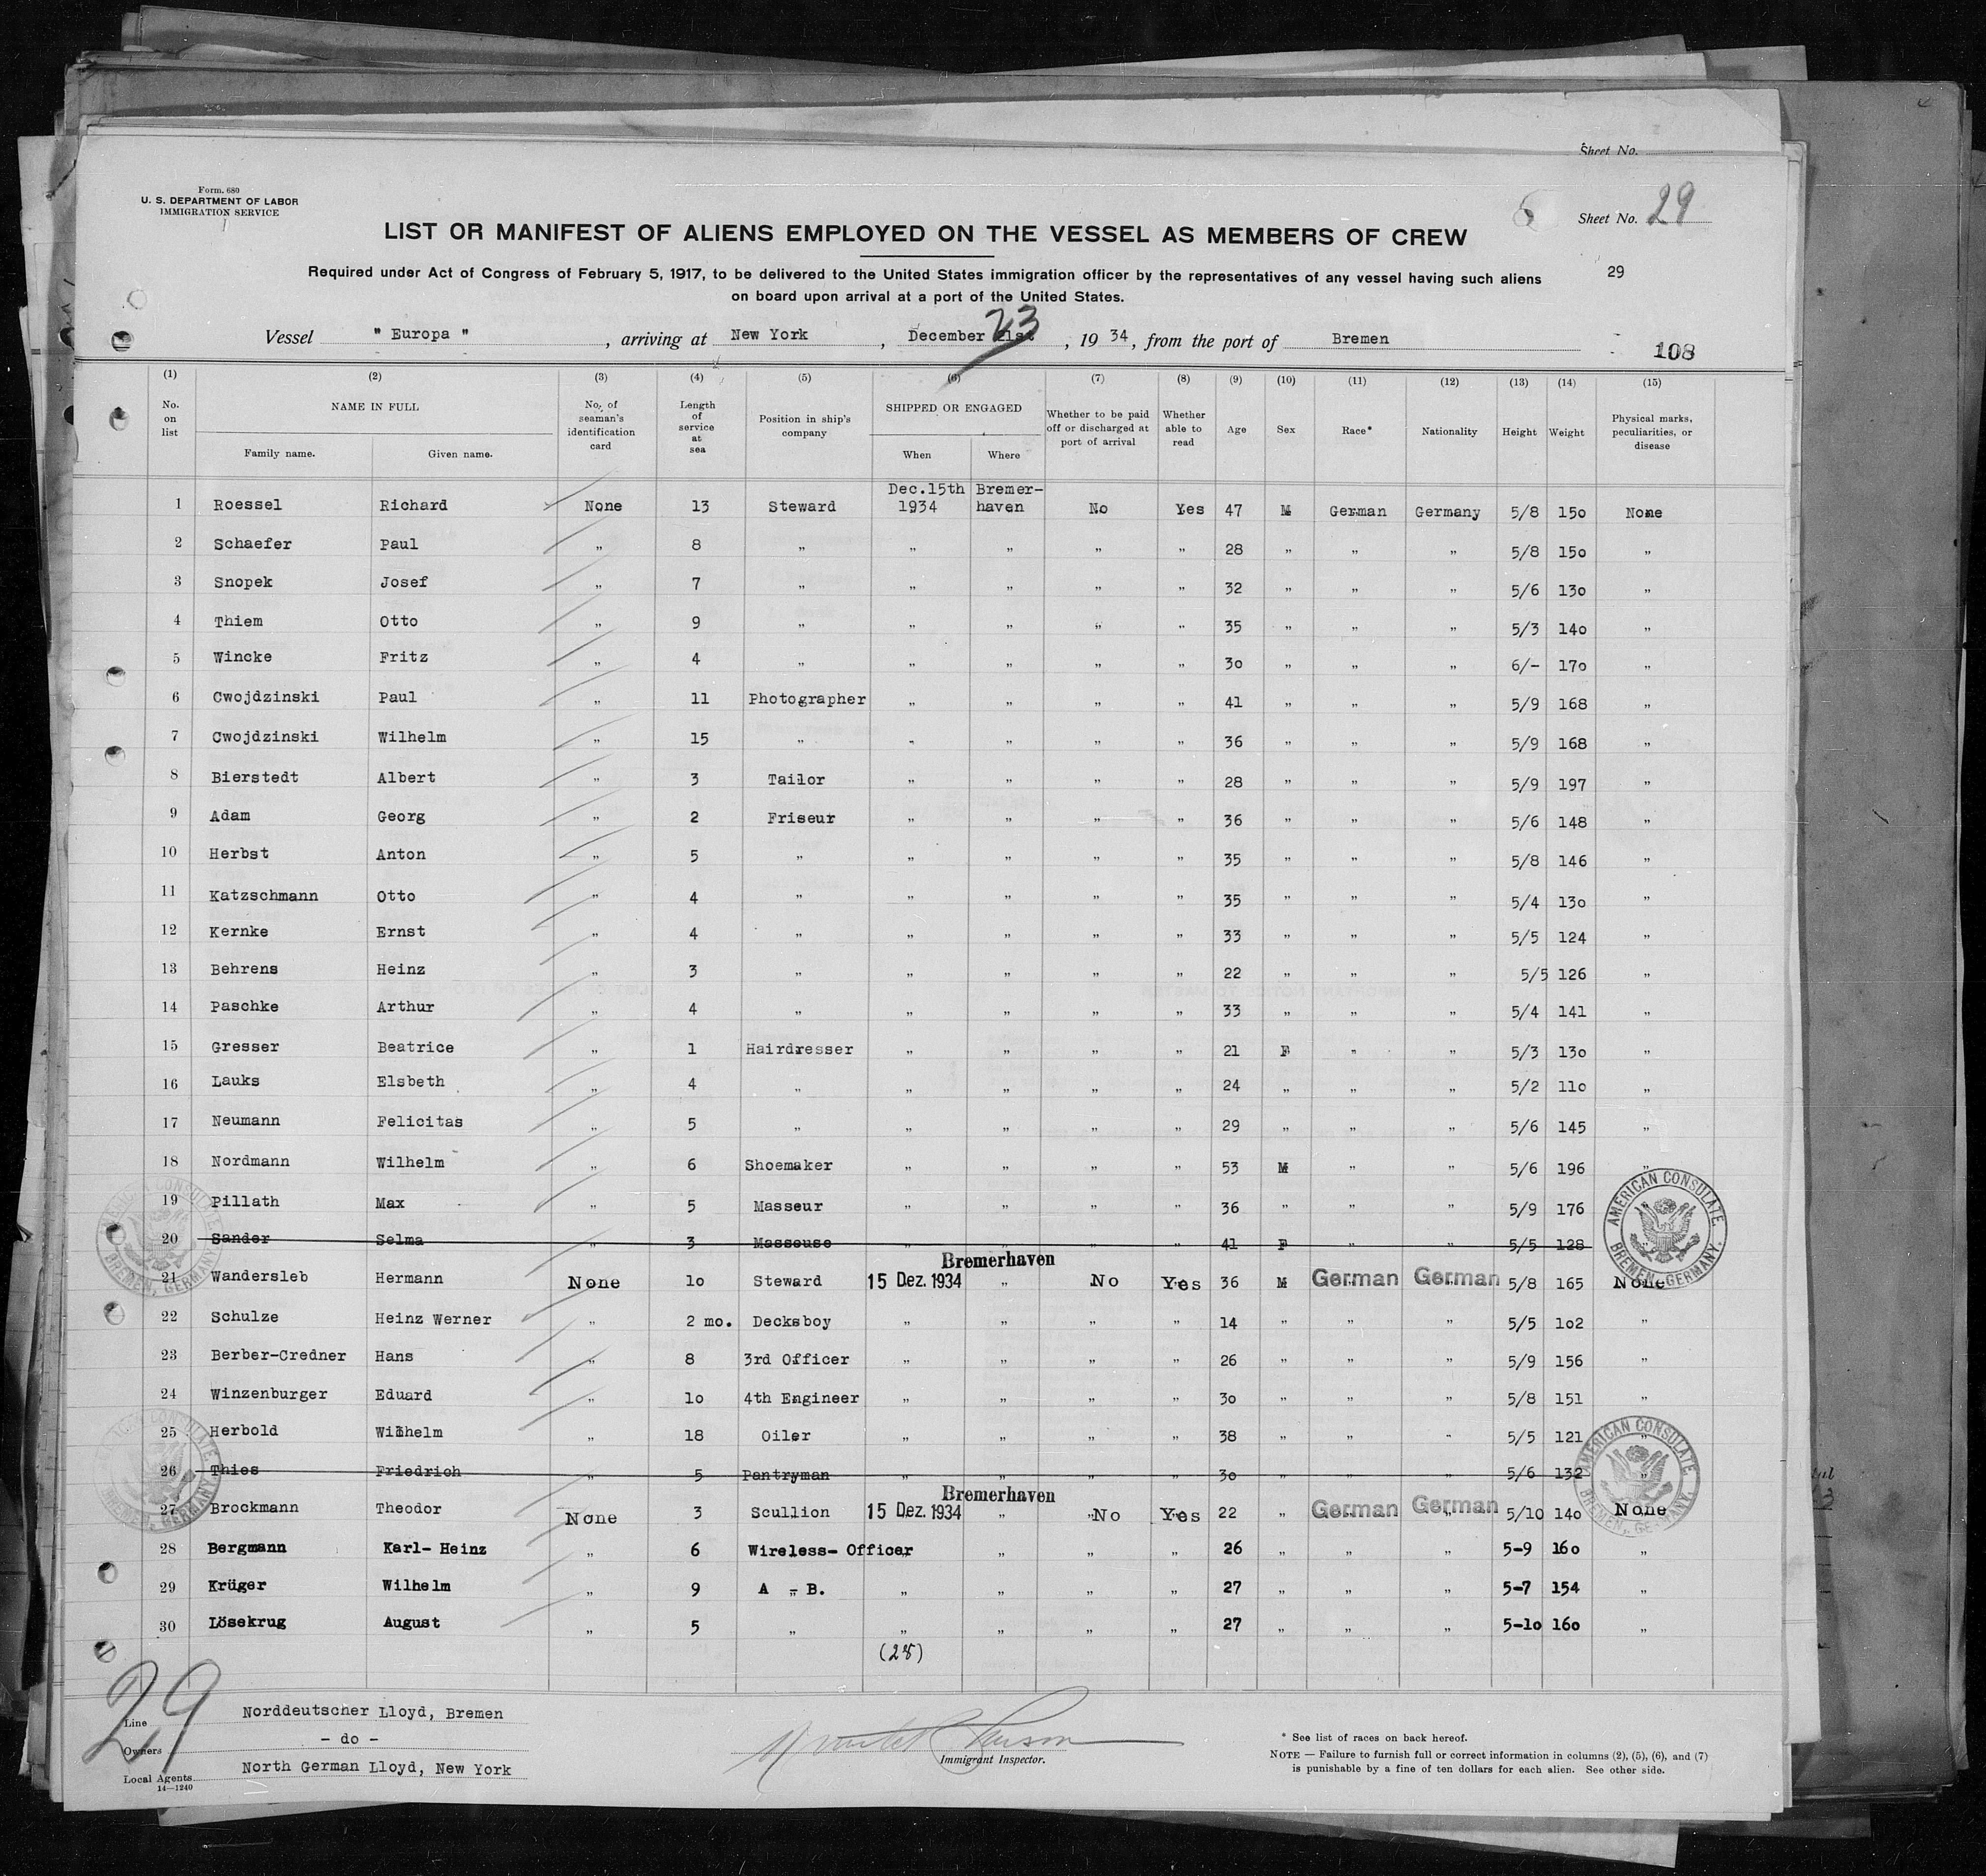 Sheet No.
Form. 680
U. S. DEPARTMENT OF LABOR
IMMIGRATION SERVICE
Sheet No. 29
LIST OR MANIFEST OF ALIENS EMPLOYED ON THE VESSEL AS MEMBERS OF CREW
Required under Act of Congress of February 5, 1917, to be delivered to the United States immigration officer by the representatives of any vessel having such aliens
29
on board upon arrival at a port of the United States.
Vessel " Europa " , arriving at New York , December 21st 23 , 19 34, from the port of Bremen
108
(1) (2) (3) (4) (5) (6) (7) (8) (9) (10) (11) (12) (13) (14) (15)
No. on list NAME IN FULL Family name. Given name. No. of seaman's identification card Length of service at sea Position in ship's company SHIPPED OR ENGAGED When Where Whether to be paid off or discharged at port of arrival Whether able to read Age Sex Race* Nationality Height Weight Physical marks, peculiarities, or disease
1 Roessel Richard None 13 Steward Dec.15th 1934 Bremer-haven No Yes 47 M German Germany 5/8 150 None
2 Schaefer Paul " 8 " " " " " 28 " " " 5/8 150 "
3 Snopek Josef " 7 " " " " " 32 " " " 5/6 130 "
4 Thiem Otto " 9 " " " " " 35 " " " 5/3 140 "
5 Wincke Fritz " 4 " " " " " 30 " " " 6/- 170 "
6 Cwojdzinski Paul " 11 Photographer " " " " 41 " " " 5/9 168 "
7 Cwojdzinski Wilhelm " 15 " " " " " 36 " " " 5/9 168 "
8 Bierstedt Albert " 3 Tailor " " " " 28 " " " 5/9 197 "
9 Adam Georg " 2 Friseur " " " " 36 " " " 5/6 148 "
10 Herbst Anton " 5 " " " " " 35 " " " 5/8 146 "
11 Katzschmann Otto " 4 " " " " " 35 " " " 5/4 130 "
12 Kernke Ernst " 4 " " " " " 33 " " " 5/5 124 "
13 Behrens Heinz " 3 " " " " " 22 " " " 5/5 126 "
14 Paschke Arthur " 4 " " " " " 33 " " " 5/4 141 "
15 Gresser Beatrice " 1 Hairdresser " " " " 21 F " " 5/3 130 "
16 Lauks Elsbeth " 4 " " " " " 24 " " " 5/2 110 "
17 Neumann Felicitas " 5 " " " " " 29 " " " 5/6 145 "
18 Nordmann Wilhelm " 6 Shoemaker " " " " 53 M " " 5/6 196 "
19 Pillath Max " 5 Masseur " " " " 36 " " " 5/9 176 "
20 Sander Selma " 3 Masseuse " " " " 41 F " " 5/5 128 "
21 Wandersleb Hermann None 10 Steward 15 Dez. 1934 Bremerhaven " No Yes 36 M German German 5/8 165 None
22 Schulze Heinz Werner " 2 mo. Decksboy " " " " 14 " " " 5/5 102 "
23 Berber-Credner Hans " 8 3rd Officer " " " " 26 " " " 5/9 156 "
24 Winzenburger Eduard " 10 4th Engineer " " " " 30 " " " 5/8 151 "
25 Herbold Wilhelm " 18 Oiler " " " " 38 " " " 5/5 121 "
26 Thies Friedrich " 5 Pantryman " " " " 30 " " " 5/6 132 "
27 Brockmann Theodor None 3 Scullion 15 Dez. 1934 Bremerhaven " No Yes 22 " German German 5/10 140 None
28 Bergmann Karl- Heinz " 6 Wireless- Officer " " " " 26 " " " 5-9 160 "
29 Krüger Wilhelm " 9 A - B. " " " " 27 " " " 5-7 154 "
30 Lösekrug August " 5 " " " " " 27 " " " 5-10 160 "
(28)
AMERICAN CONSULATE BREMEN, GERMANY.
AMERICAN CONSULATE BREMEN, GERMANY.
AMERICAN CONSULATE BREMEN, GERMANY.
AMERICAN CONSULATE BREMEN, GERMANY.
29
Line Norddeutscher Lloyd, Bremen
Owners - do -
Local Agents North German Lloyd, New York
14—1240
Immigrant Inspector.
* See list of races on back hereof.
NOTE — Failure to furnish full or correct information in columns (2), (5), (6), and (7)
is punishable by a fine of ten dollars for each alien. See other side.